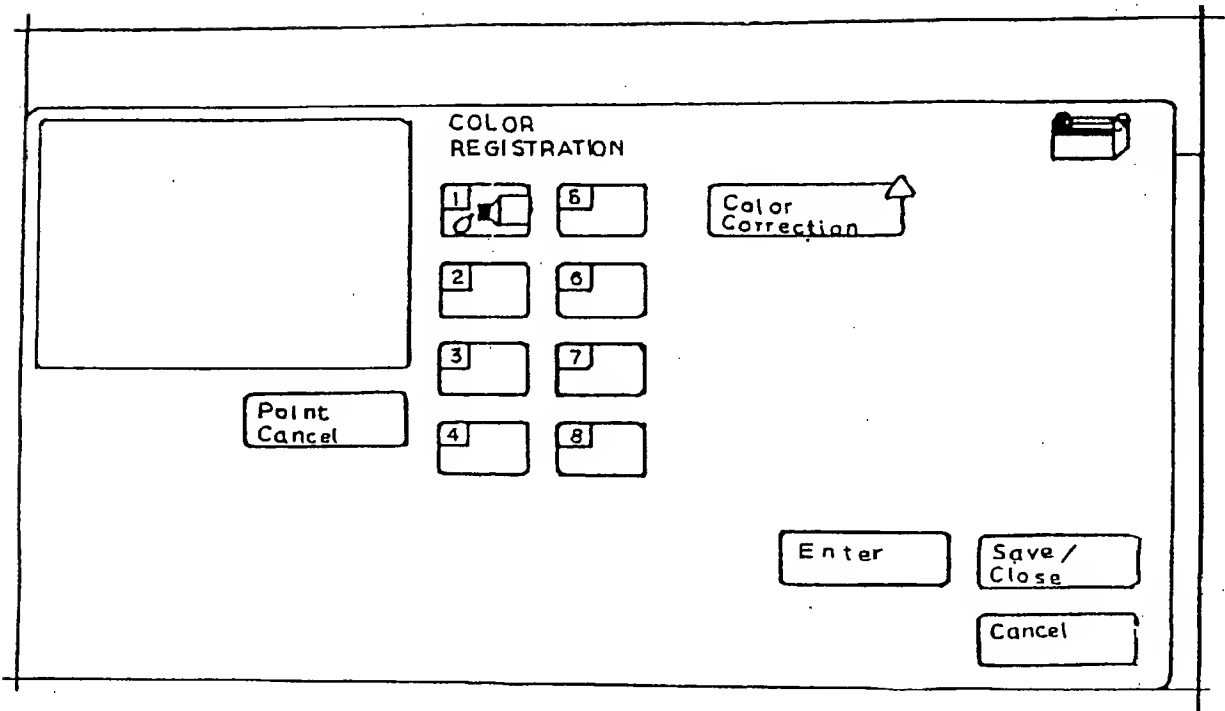 COLOR
REGISTRATION
1
5
Color
Correction
2
6
3
7
Point
Cancel
4
8
Enter
Save/
Close
Cancel